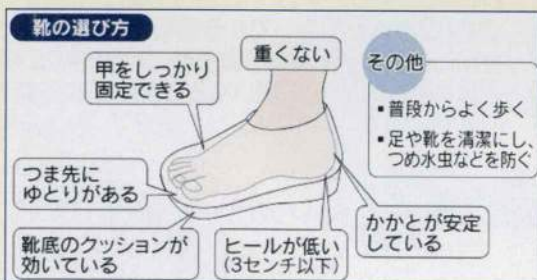 靴の選び方
甲をしっかり
固定できる
重くない
その他
▪普段からよく歩く
▪足や靴を清潔にし、
つめ水虫などを防ぐ
つま先に
ゆとりがある
靴底のクッションが
効いている
ヒールが低い
(3センチ以下)
かかとが安定
している